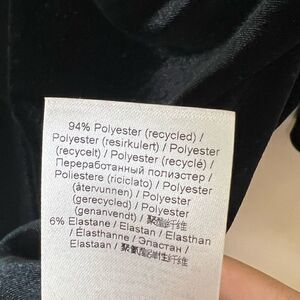 94% Polyester (recycled) /
Polyester (resirkulert) / Polyester
(recycelt) / Polyester (recyclé) /
Переработанный полиэстер /
Poliestere (riciclato) / Polyester
(återvunnen) / Polyester
(gerecycled) / Polyester
(genanvendt) / 聚酯纤维
6% Elastane / Elastan / Elasthan
/ Élasthanne / Эластан /
Elastaan / 聚氨酯弹性纤维